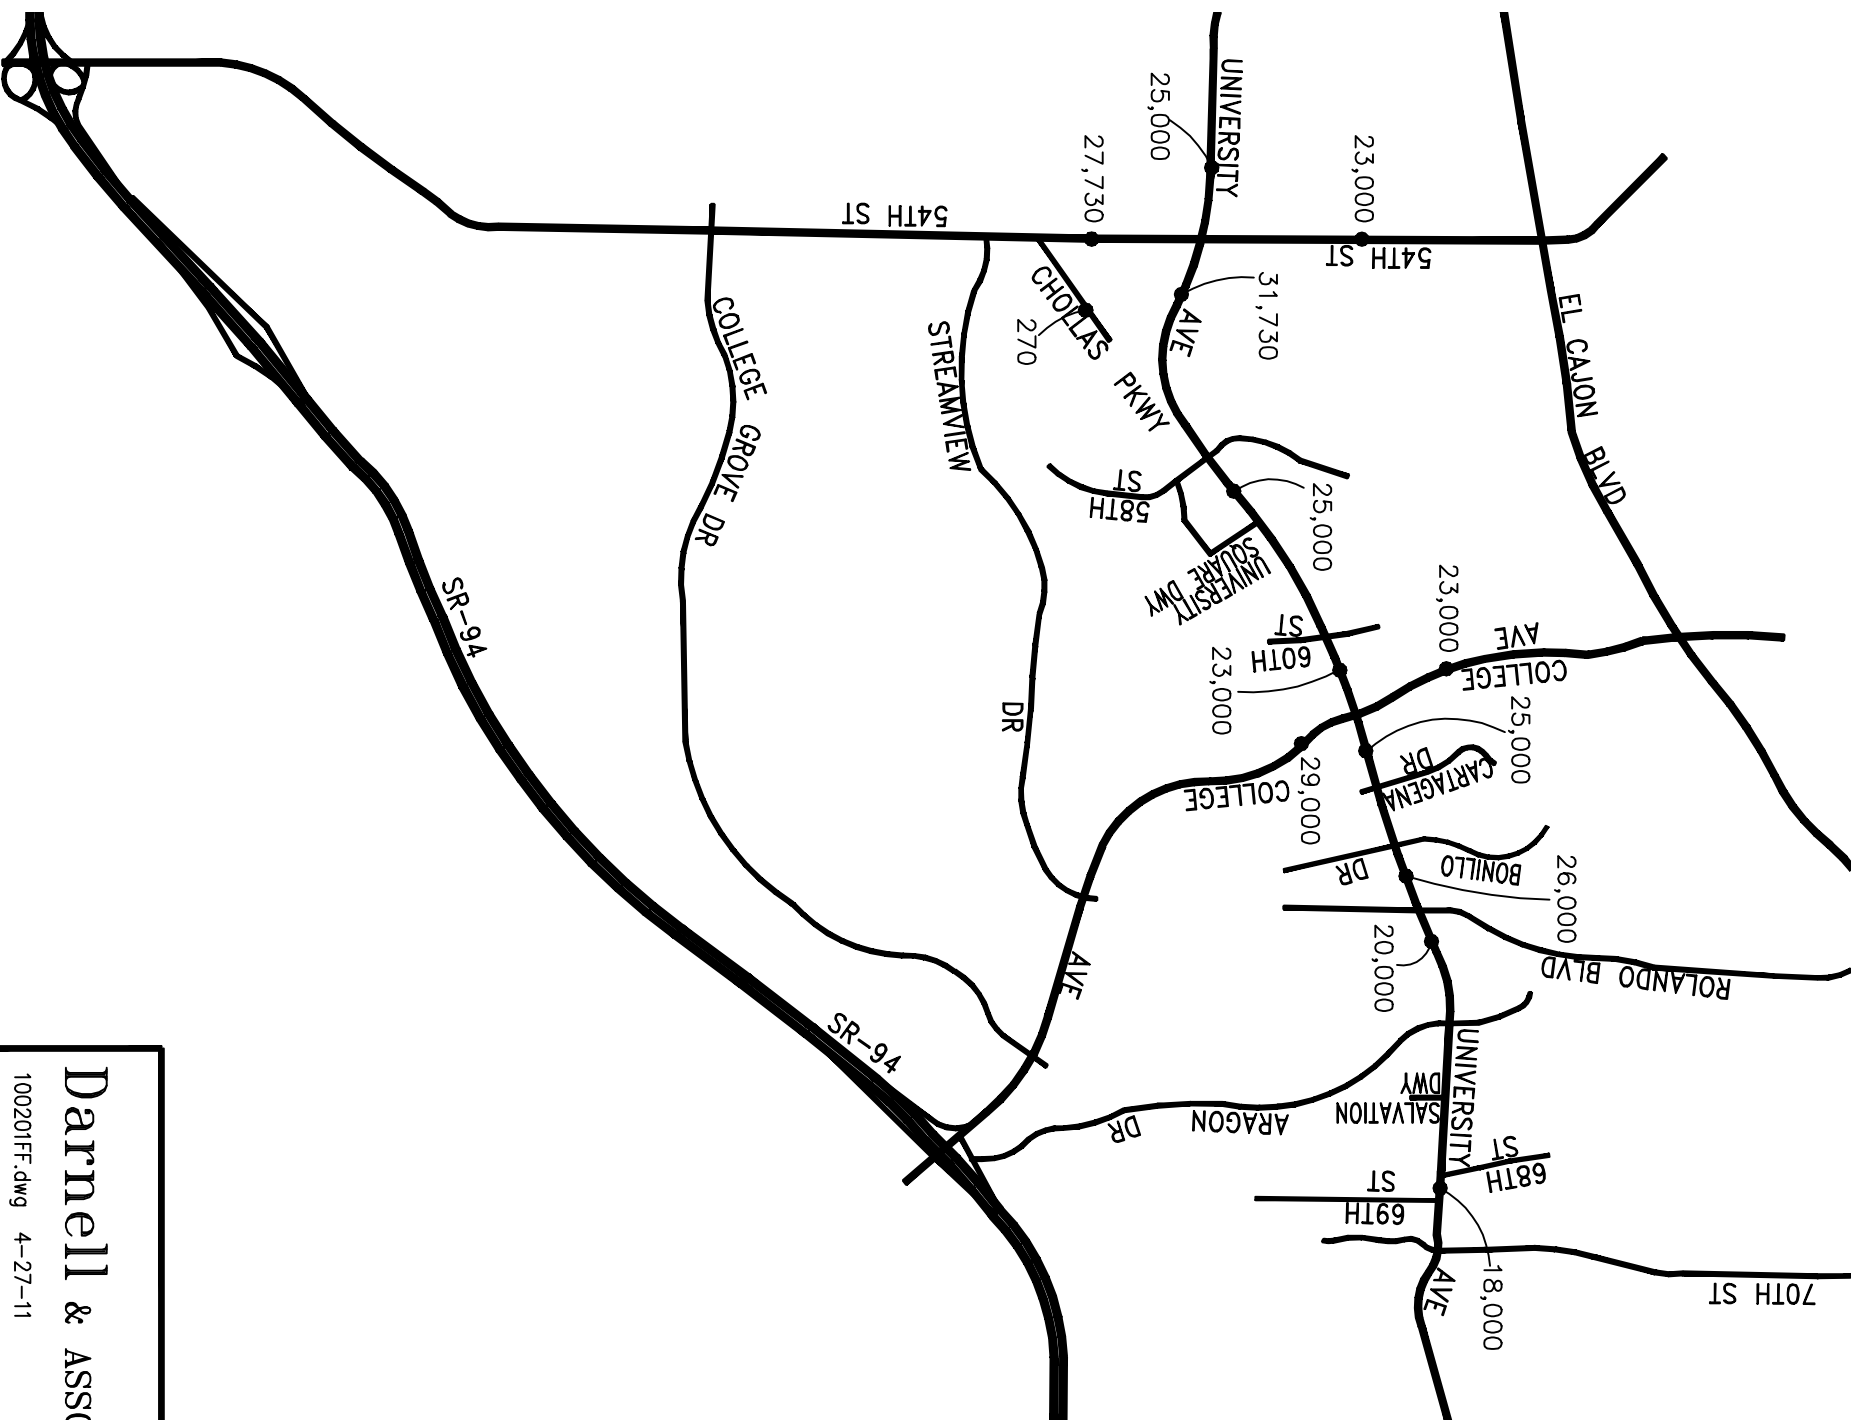 UNIVERSITY
25,000
27,730
23,000
54TH ST
54TH ST
31,730
AVE
CHOLLAS
PKWY
270
EL CAJON
BLVD
COLLEGE
GROVE DR
STREAMVIEW
DR
58TH
ST
25,000
UNIVERSITY
SQUARE DWY
60TH
ST
23,000
23,000
COLLEGE
AVE
25,000
CARTAGENA
DR
COLLEGE
29,000
BONILLO
DR
26,000
20,000
ROLANDO BLVD
AVE
SR-94
SR-94
UNIVERSITY
SALVATION
DWY
ARAGON
DR
68TH
ST
69TH
ST
18,000
AVE
70TH ST
Darnell & ASSO
100201FF.dwg 4-27-11